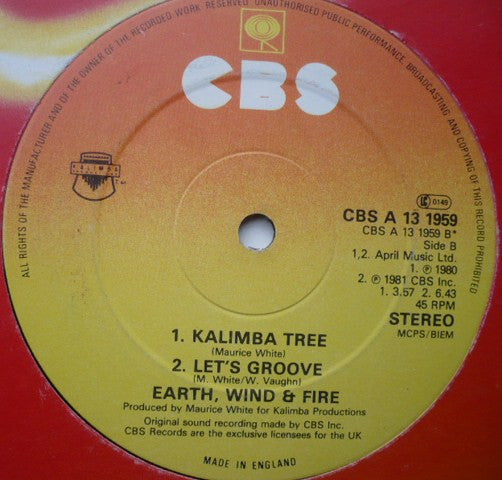 ALL RIGHTS OF THE MANUFACTURER AND OF THE OWNER OF THE RECORDED WORK RESERVED. UNAUTHORISED PUBLIC PERFORMANCE, BROADCASTING AND COPYING OF THIS RECORD PROHIBITED
CBS
KALIMBA
LC 0149
CBS A 13 1959
CBS A 13 1959 B*
Side B
1,2. April Music Ltd.
1. ℗ 1980
2. ℗ 1981 CBS Inc.
1. 3.57 2. 6.43
45 RPM
STEREO
MCPS/BIEM
1. KALIMBA TREE
(Maurice White)
2. LET'S GROOVE
(M. White/W. Vaughn)
EARTH, WIND & FIRE
Produced by Maurice White for Kalimba Productions
Original sound recording made by CBS Inc.
CBS Records are the exclusive licensees for the UK
MADE IN ENGLAND